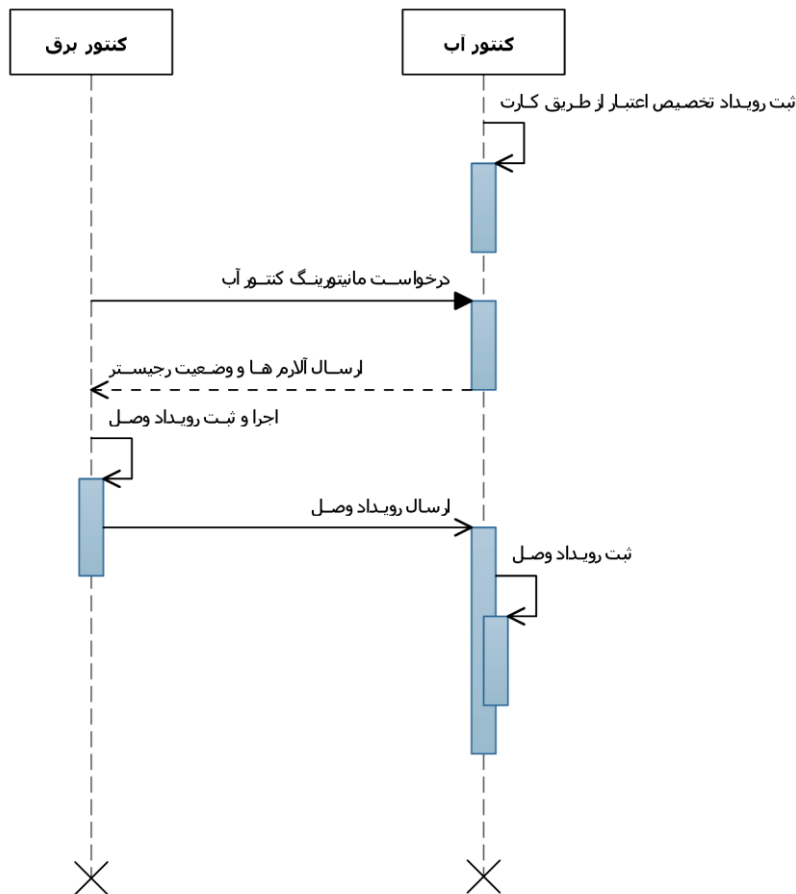 کنتور برق
کنتور آب
ثبت رویداد تخصیص اعتبار از طریق کارت
درخواست مانیتورینگ کنتور آب
ارسال آلارم ها و وضعیت رجیستر
اجرا و ثبت رویداد وصل
ارسال رویداد وصل
ثبت رویداد وصل